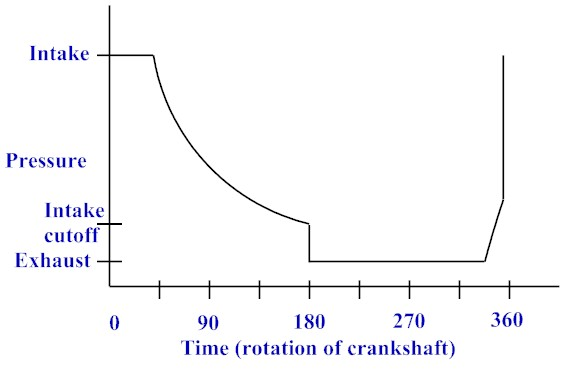 Intake
Pressure
Intake
cutoff
Exhaust
0 90 180 270 360
Time (rotation of crankshaft)